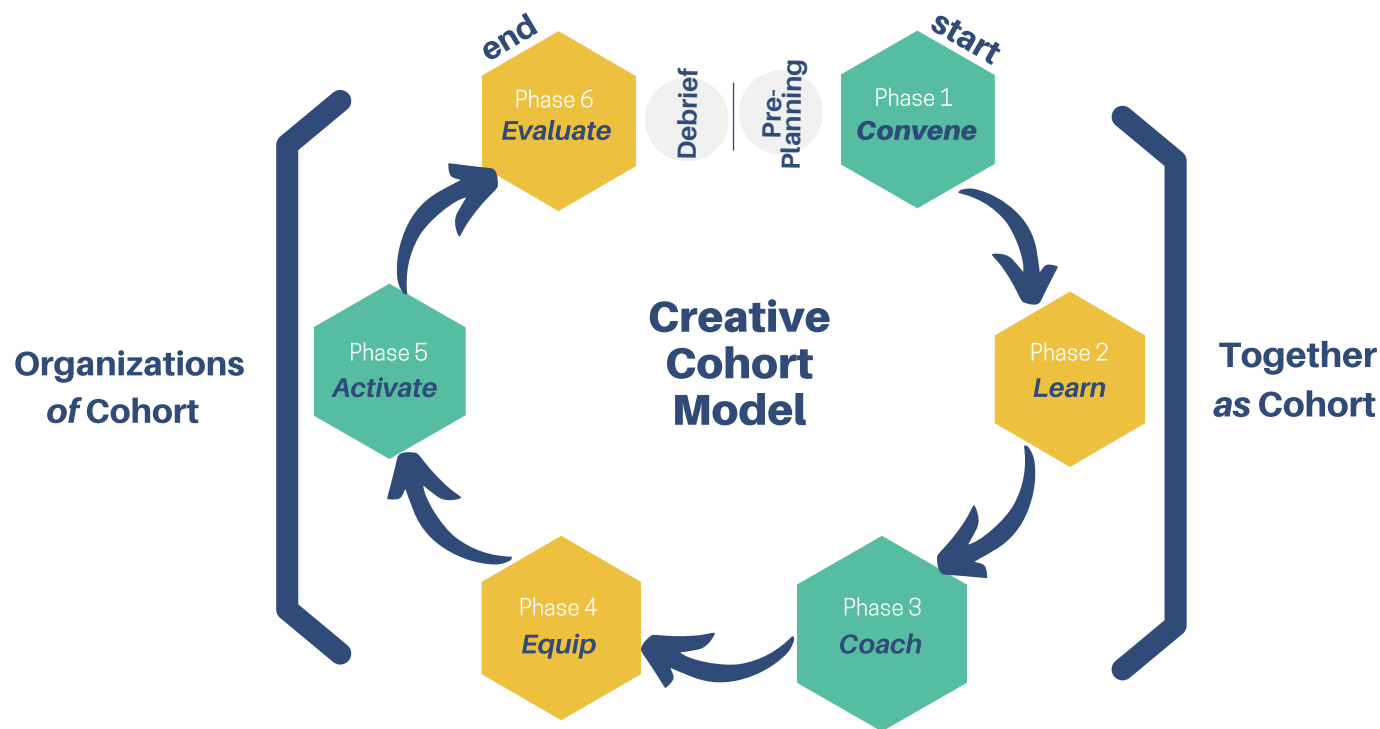 end
start
Phase 6
Evaluate
Debrief
Pre-
Planning
Phase 1
Convene
Creative
Cohort
Model
Phase 5
Activate
Phase 2
Learn
Organizations
of Cohort
Together
as Cohort
Phase 4
Equip
Phase 3
Coach